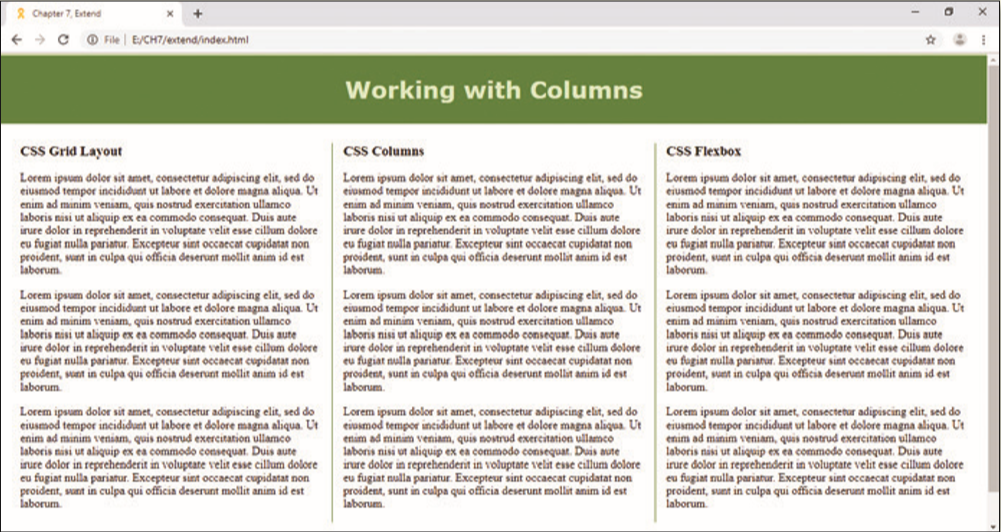 Chapter 7, Extend
File | E:/CH7/extend/index.html
Working with Columns
CSS Grid Layout
Lorem ipsum dolor sit amet, consectetur adipiscing elit, sed do
eiusmod tempor incididunt ut labore et dolore magna aliqua. Ut
enim ad minim veniam, quis nostrud exercitation ullamco
laboris nisi ut aliquip ex ea commodo consequat. Duis aute
irure dolor in reprehenderit in voluptate velit esse cillum dolore
eu fugiat nulla pariatur. Excepteur sint occaecat cupidatat non
proident, sunt in culpa qui officia deserunt mollit anim id est
laborum.
Lorem ipsum dolor sit amet, consectetur adipiscing elit, sed do
eiusmod tempor incididunt ut labore et dolore magna aliqua. Ut
enim ad minim veniam, quis nostrud exercitation ullamco
laboris nisi ut aliquip ex ea commodo consequat. Duis aute
irure dolor in reprehenderit in voluptate velit esse cillum dolore
eu fugiat nulla pariatur. Excepteur sint occaecat cupidatat non
proident, sunt in culpa qui officia deserunt mollit anim id est
laborum.
Lorem ipsum dolor sit amet, consectetur adipiscing elit, sed do
eiusmod tempor incididunt ut labore et dolore magna aliqua. Ut
enim ad minim veniam, quis nostrud exercitation ullamco
laboris nisi ut aliquip ex ea commodo consequat. Duis aute
irure dolor in reprehenderit in voluptate velit esse cillum dolore
eu fugiat nulla pariatur. Excepteur sint occaecat cupidatat non
proident, sunt in culpa qui officia deserunt mollit anim id est
laborum.
CSS Columns
Lorem ipsum dolor sit amet, consectetur adipiscing elit, sed do
eiusmod tempor incididunt ut labore et dolore magna aliqua. Ut
enim ad minim veniam, quis nostrud exercitation ullamco
laboris nisi ut aliquip ex ea commodo consequat. Duis aute
irure dolor in reprehenderit in voluptate velit esse cillum dolore
eu fugiat nulla pariatur. Excepteur sint occaecat cupidatat non
proident, sunt in culpa qui officia deserunt mollit anim id est
laborum.
Lorem ipsum dolor sit amet, consectetur adipiscing elit, sed do
eiusmod tempor incididunt ut labore et dolore magna aliqua. Ut
enim ad minim veniam, quis nostrud exercitation ullamco
laboris nisi ut aliquip ex ea commodo consequat. Duis aute
irure dolor in reprehenderit in voluptate velit esse cillum dolore
eu fugiat nulla pariatur. Excepteur sint occaecat cupidatat non
proident, sunt in culpa qui officia deserunt mollit anim id est
laborum.
Lorem ipsum dolor sit amet, consectetur adipiscing elit, sed do
eiusmod tempor incididunt ut labore et dolore magna aliqua. Ut
enim ad minim veniam, quis nostrud exercitation ullamco
laboris nisi ut aliquip ex ea commodo consequat. Duis aute
irure dolor in reprehenderit in voluptate velit esse cillum dolore
eu fugiat nulla pariatur. Excepteur sint occaecat cupidatat non
proident, sunt in culpa qui officia deserunt mollit anim id est
laborum.
CSS Flexbox
Lorem ipsum dolor sit amet, consectetur adipiscing elit, sed do
eiusmod tempor incididunt ut labore et dolore magna aliqua. Ut
enim ad minim veniam, quis nostrud exercitation ullamco
laboris nisi ut aliquip ex ea commodo consequat. Duis aute
irure dolor in reprehenderit in voluptate velit esse cillum dolore
eu fugiat nulla pariatur. Excepteur sint occaecat cupidatat non
proident, sunt in culpa qui officia deserunt mollit anim id est
laborum.
Lorem ipsum dolor sit amet, consectetur adipiscing elit, sed do
eiusmod tempor incididunt ut labore et dolore magna aliqua. Ut
enim ad minim veniam, quis nostrud exercitation ullamco
laboris nisi ut aliquip ex ea commodo consequat. Duis aute
irure dolor in reprehenderit in voluptate velit esse cillum dolore
eu fugiat nulla pariatur. Excepteur sint occaecat cupidatat non
proident, sunt in culpa qui officia deserunt mollit anim id est
laborum.
Lorem ipsum dolor sit amet, consectetur adipiscing elit, sed do
eiusmod tempor incididunt ut labore et dolore magna aliqua. Ut
enim ad minim veniam, quis nostrud exercitation ullamco
laboris nisi ut aliquip ex ea commodo consequat. Duis aute
irure dolor in reprehenderit in voluptate velit esse cillum dolore
eu fugiat nulla pariatur. Excepteur sint occaecat cupidatat non
proident, sunt in culpa qui officia deserunt mollit anim id est
laborum.